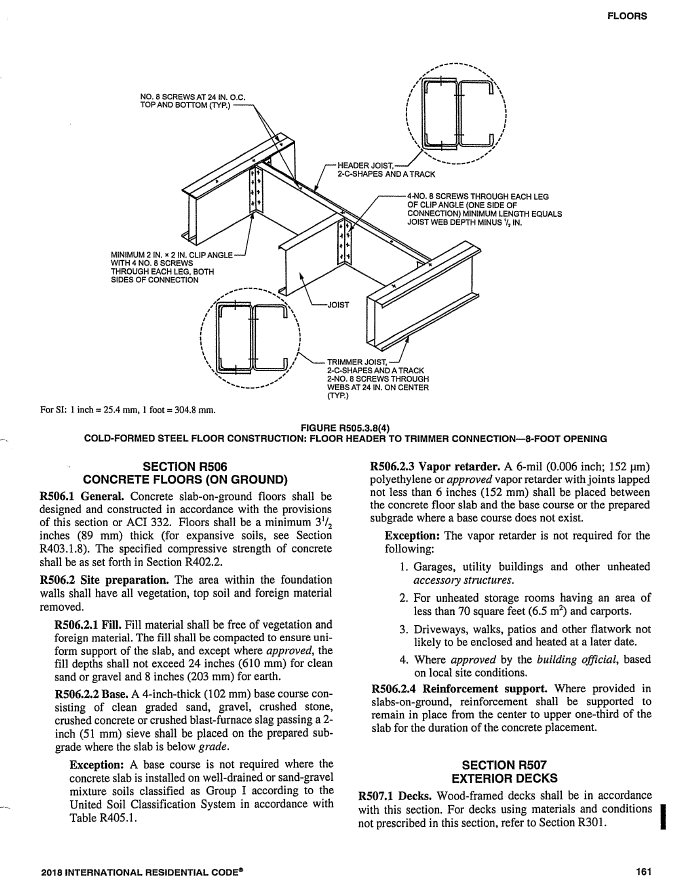 FLOORS
NO. 8 SCREWS AT 24 IN. O.C.
TOP AND BOTTOM (TYP.)
HEADER JOIST,
2-C-SHAPES AND A TRACK
4-NO. 8 SCREWS THROUGH EACH LEG
OF CLIP ANGLE (ONE SIDE OF
CONNECTION) MINIMUM LENGTH EQUALS
JOIST WEB DEPTH MINUS ½ IN.
MINIMUM 2 IN. × 2 IN. CLIP ANGLE
WITH 4 NO. 8 SCREWS
THROUGH EACH LEG, BOTH
SIDES OF CONNECTION
JOIST
TRIMMER JOIST,
2-C-SHAPES AND A TRACK
2-NO. 8 SCREWS THROUGH
WEBS AT 24 IN. ON CENTER
(TYP.)
For SI: 1 inch = 25.4 mm, 1 foot = 304.8 mm.
FIGURE R505.3.8(4)
COLD-FORMED STEEL FLOOR CONSTRUCTION: FLOOR HEADER TO TRIMMER CONNECTION—8-FOOT OPENING
SECTION R506
CONCRETE FLOORS (ON GROUND)
R506.1 General. Concrete slab-on-ground floors shall be
designed and constructed in accordance with the provisions
of this section or ACI 332. Floors shall be a minimum 3 1/2
inches (89 mm) thick (for expansive soils, see Section
R403.1.8). The specified compressive strength of concrete
shall be as set forth in Section R402.2.
R506.2 Site preparation. The area within the foundation
walls shall have all vegetation, top soil and foreign material
removed.
R506.2.1 Fill. Fill material shall be free of vegetation and
foreign material. The fill shall be compacted to ensure uni-
form support of the slab, and except where approved, the
fill depths shall not exceed 24 inches (610 mm) for clean
sand or gravel and 8 inches (203 mm) for earth.
R506.2.2 Base. A 4-inch-thick (102 mm) base course con-
sisting of clean graded sand, gravel, crushed stone,
crushed concrete or crushed blast-furnace slag passing a 2-
inch (51 mm) sieve shall be placed on the prepared sub-
grade where the slab is below grade.
Exception: A base course is not required where the
concrete slab is installed on well-drained or sand-gravel
mixture soils classified as Group I according to the
United Soil Classification System in accordance with
Table R405.1.
R506.2.3 Vapor retarder. A 6-mil (0.006 inch; 152 µm)
polyethylene or approved vapor retarder with joints lapped
not less than 6 inches (152 mm) shall be placed between
the concrete floor slab and the base course or the prepared
subgrade where a base course does not exist.
Exception: The vapor retarder is not required for the
following:
1. Garages, utility buildings and other unheated
accessory structures.
2. For unheated storage rooms having an area of
less than 70 square feet (6.5 m²) and carports.
3. Driveways, walks, patios and other flatwork not
likely to be enclosed and heated at a later date.
4. Where approved by the building official, based
on local site conditions.
R506.2.4 Reinforcement support. Where provided in
slabs-on-ground, reinforcement shall be supported to
remain in place from the center to upper one-third of the
slab for the duration of the concrete placement.
SECTION R507
EXTERIOR DECKS
R507.1 Decks. Wood-framed decks shall be in accordance
with this section. For decks using materials and conditions
not prescribed in this section, refer to Section R301.
2018 INTERNATIONAL RESIDENTIAL CODE®
161